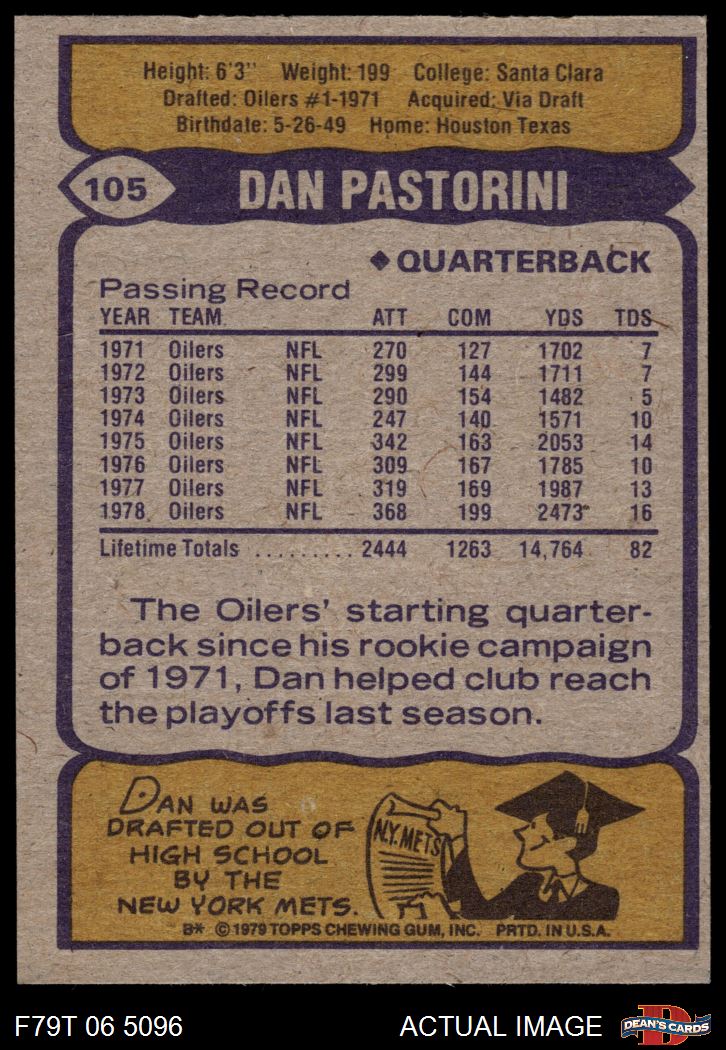 Height: 6'3" Weight: 199 College: Santa Clara
Drafted: Oilers #1-1971 Acquired: Via Draft
Birthdate: 5-26-49 Home: Houston Texas
105 DAN PASTORINI
◆ QUARTERBACK
Passing Record
YEAR TEAM ATT COM YDS TDS
1971 Oilers NFL 270 127 1702 7
1972 Oilers NFL 299 144 1711 7
1973 Oilers NFL 290 154 1482 5
1974 Oilers NFL 247 140 1571 10
1975 Oilers NFL 342 163 2053 14
1976 Oilers NFL 309 167 1785 10
1977 Oilers NFL 319 169 1987 13
1978 Oilers NFL 368 199 2473 16
Lifetime Totals ......... 2444 1263 14,764 82
The Oilers' starting quarter-
back since his rookie campaign
of 1971, Dan helped club reach
the playoffs last season.
DAN WAS
DRAFTED OUT OF
HIGH SCHOOL
BY THE
NEW YORK METS.
N.Y. METS
B* © 1979 TOPPS CHEWING GUM, INC. PRTD. IN U.S.A.
F79T 06 5096 ACTUAL IMAGE
D
DEAN'S CARDS